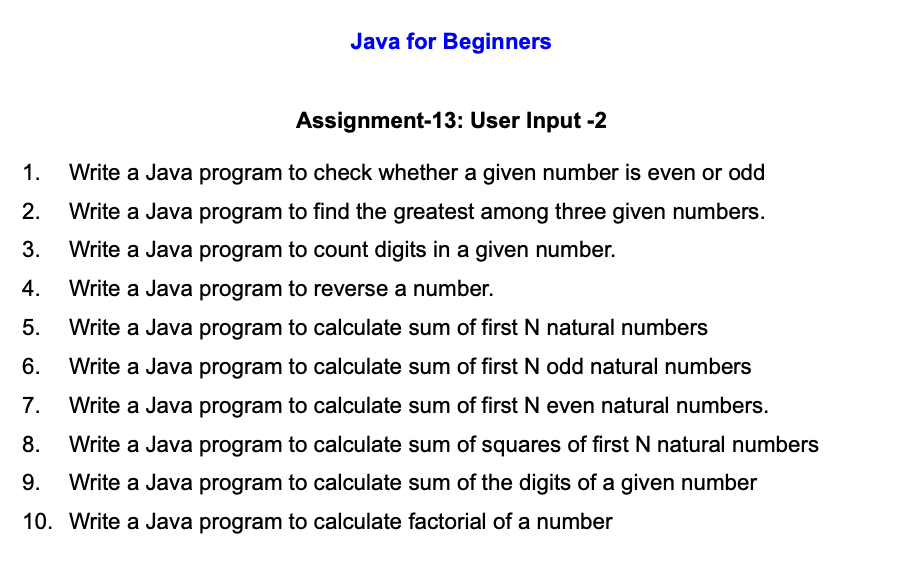 Java for Beginners
Assignment-13: User Input -2
1. Write a Java program to check whether a given number is even or odd
2. Write a Java program to find the greatest among three given numbers.
3. Write a Java program to count digits in a given number.
4. Write a Java program to reverse a number.
5. Write a Java program to calculate sum of first N natural numbers
6. Write a Java program to calculate sum of first N odd natural numbers
7. Write a Java program to calculate sum of first N even natural numbers.
8. Write a Java program to calculate sum of squares of first N natural numbers
9. Write a Java program to calculate sum of the digits of a given number
10. Write a Java program to calculate factorial of a number